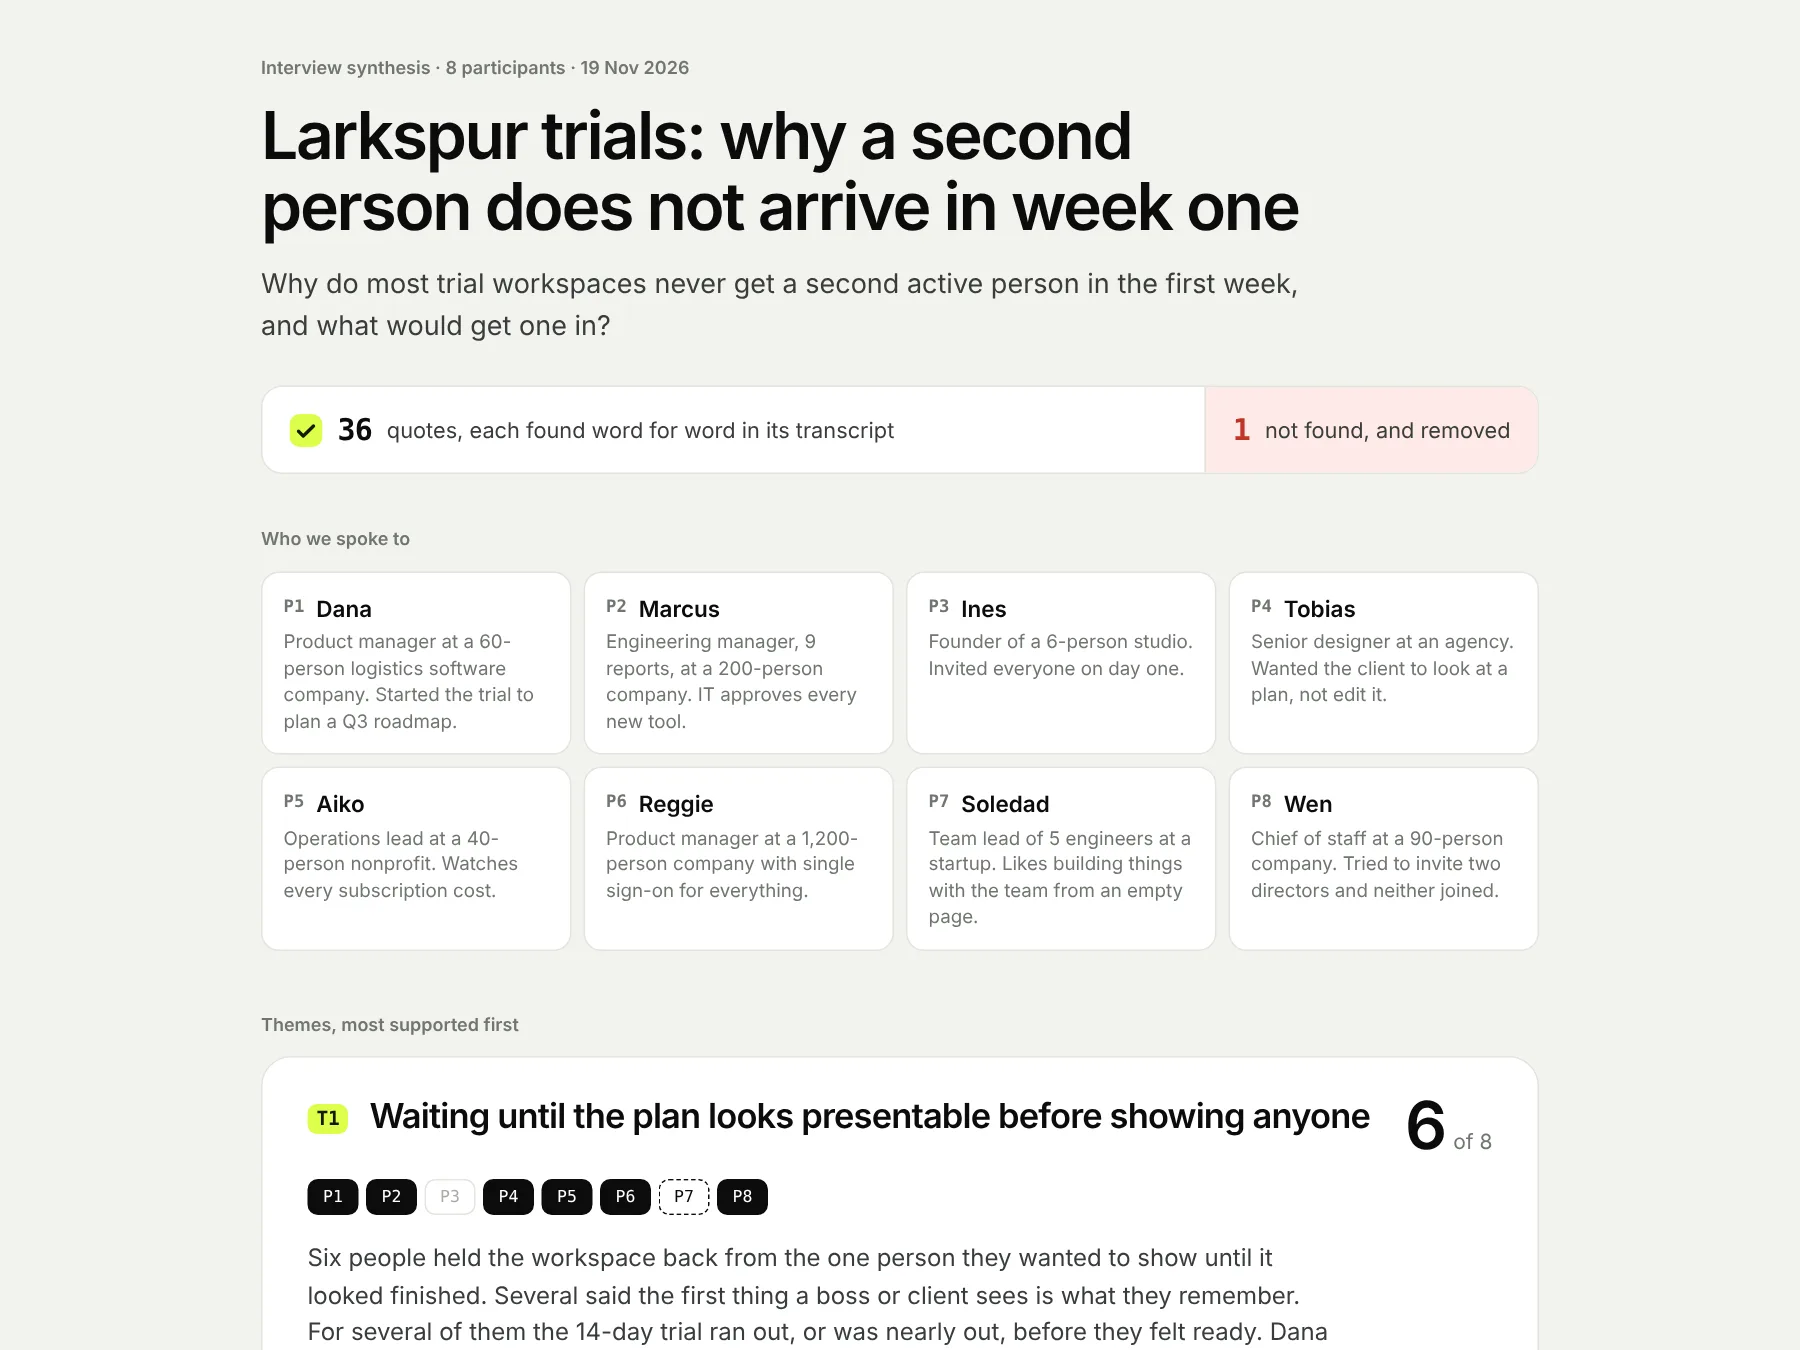 Interview synthesis · 8 participants · 19 Nov 2026
Larkspur trials: why a second
person does not arrive in week one
Why do most trial workspaces never get a second active person in the first week,
and what would get one in?
36 quotes, each found word for word in its transcript
1 not found, and removed
Who we spoke to
P1 Dana
Product manager at a 60-
person logistics software
company. Started the trial to
plan a Q3 roadmap.
P2 Marcus
Engineering manager, 9
reports, at a 200-person
company. IT approves every
new tool.
P3 Ines
Founder of a 6-person studio.
Invited everyone on day one.
P4 Tobias
Senior designer at an agency.
Wanted the client to look at a
plan, not edit it.
P5 Aiko
Operations lead at a 40-
person nonprofit. Watches
every subscription cost.
P6 Reggie
Product manager at a 1,200-
person company with single
sign-on for everything.
P7 Soledad
Team lead of 5 engineers at a
startup. Likes building things
with the team from an empty
page.
P8 Wen
Chief of staff at a 90-person
company. Tried to invite two
directors and neither joined.
Themes, most supported first
T1 Waiting until the plan looks presentable before showing anyone 6 of 8
P1 P2 P3 P4 P5 P6 P7 P8
Six people held the workspace back from the one person they wanted to show until it
looked finished. Several said the first thing a boss or client sees is what they remember.
For several of them the 14-day trial ran out, or was nearly out, before they felt ready. Dana